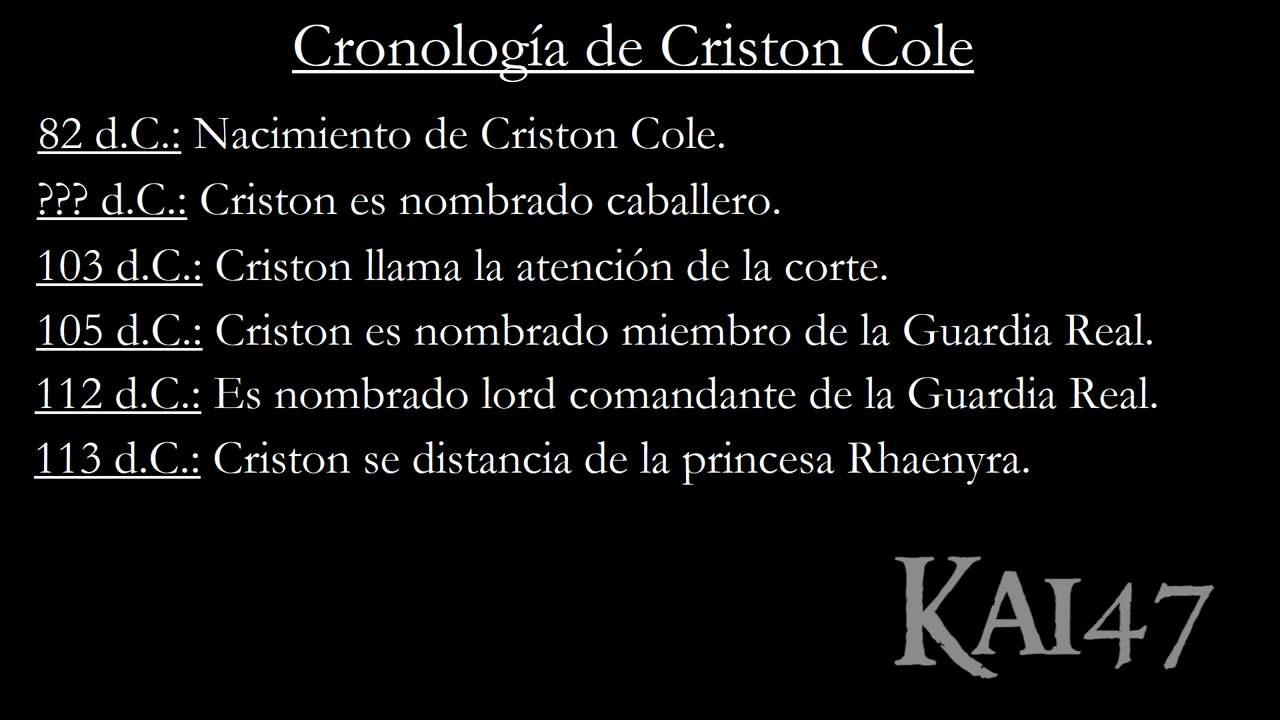 Cronología de Criston Cole
82 d.C.: Nacimiento de Criston Cole.
??? d.C.: Criston es nombrado caballero.
103 d.C.: Criston llama la atención de la corte.
105 d.C.: Criston es nombrado miembro de la Guardia Real.
112 d.C.: Es nombrado lord comandante de la Guardia Real.
113 d.C.: Criston se distancia de la princesa Rhaenyra.
KAI47